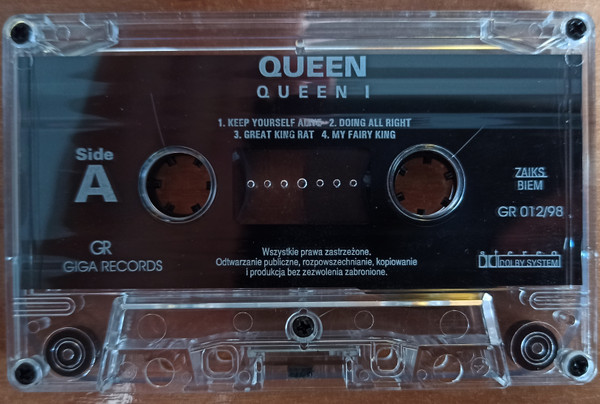 QUEEN
QUEEN I
1. KEEP YOURSELF ALIVE 2. DOING ALL RIGHT
3. GREAT KING RAT 4. MY FAIRY KING
Side
A
ZAIKS
BIEM
GR 012/98
GR
GIGA RECORDS
Wszystkie prawa zastrzeżone.
Odtwarzanie publiczne, rozpowszechnianie, kopiowanie
i produkcja bez zezwolenia zabronione.
stereo
DOLBY SYSTEM